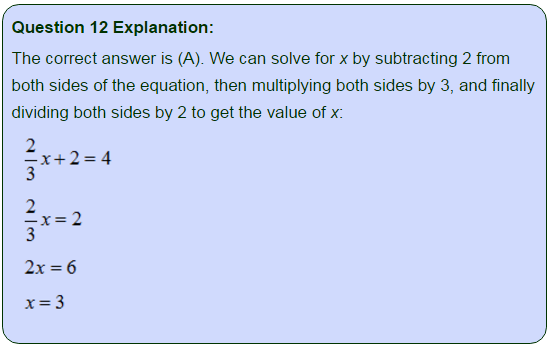 Question 12 Explanation:
The correct answer is (A). We can solve for x by subtracting 2 from
both sides of the equation, then multiplying both sides by 3, and finally
dividing both sides by 2 to get the value of x:
2/3 x + 2 = 4
2/3 x = 2
2x = 6
x = 3